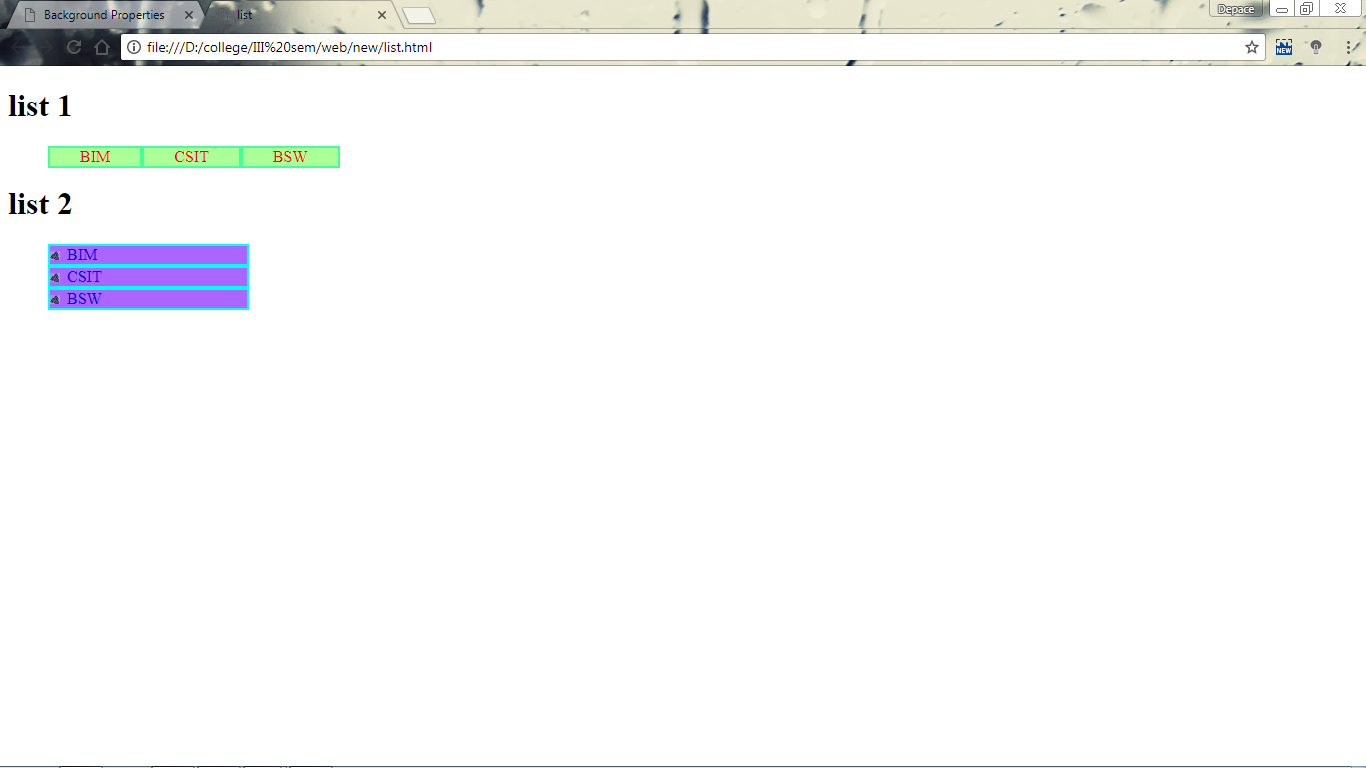 Background Properties list Depace
file:///D:/college/III%20sem/web/new/list.html NEW
list 1
BIM CSIT BSW
list 2
BIM
CSIT
BSW